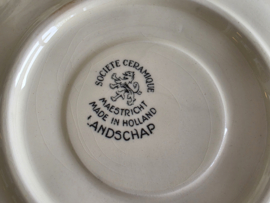 SOCIETE CERAMIQUE
MAESTRICHT
MADE IN HOLLAND
LANDSCHAP